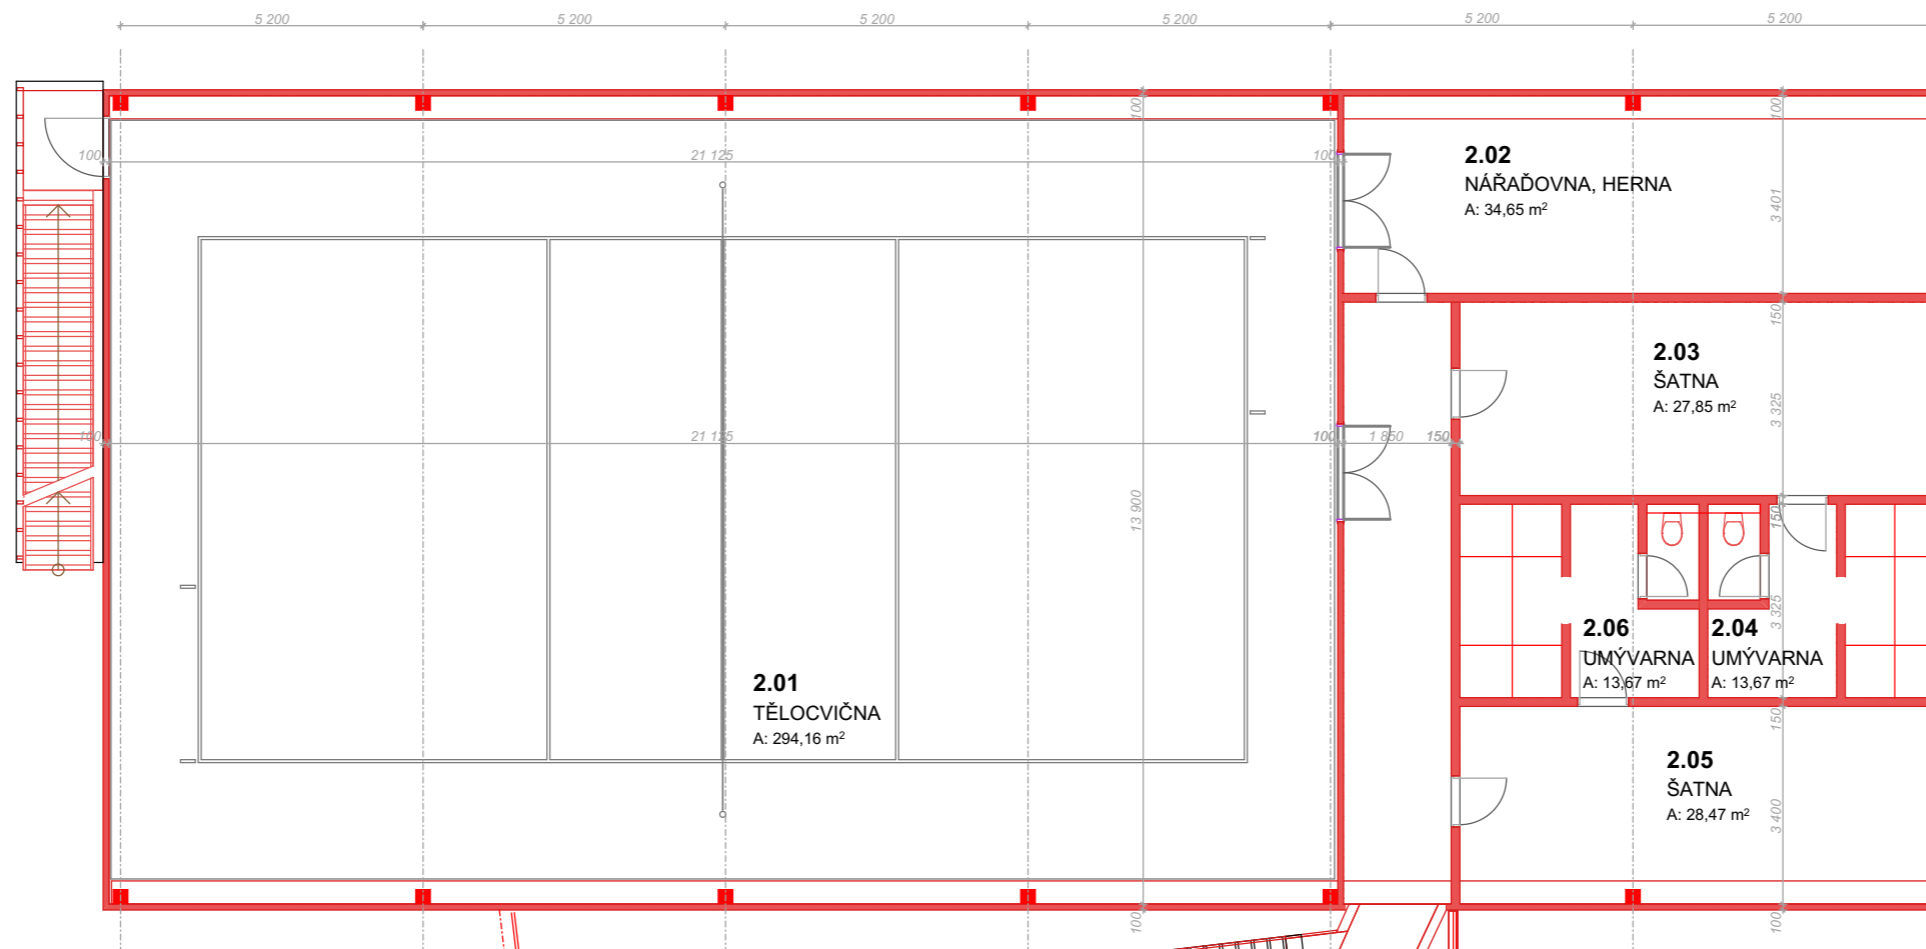 5 200
5 200
5 200
5 200
5 200
5 200
100
100
100
21 125
100
2.02
NÁŘAĎOVNA, HERNA
A: 34,65 m²
3 401
150
2.03
ŠATNA
A: 27,85 m²
3 325
100
21 125
100
1 850
150
13 900
150
3 325
2.06
UMÝVARNA
A: 13,67 m²
2.04
UMÝVARNA
A: 13,67 m²
2.01
TĚLOCVIČNA
A: 294,16 m²
150
2.05
ŠATNA
A: 28,47 m²
3 400
100
100